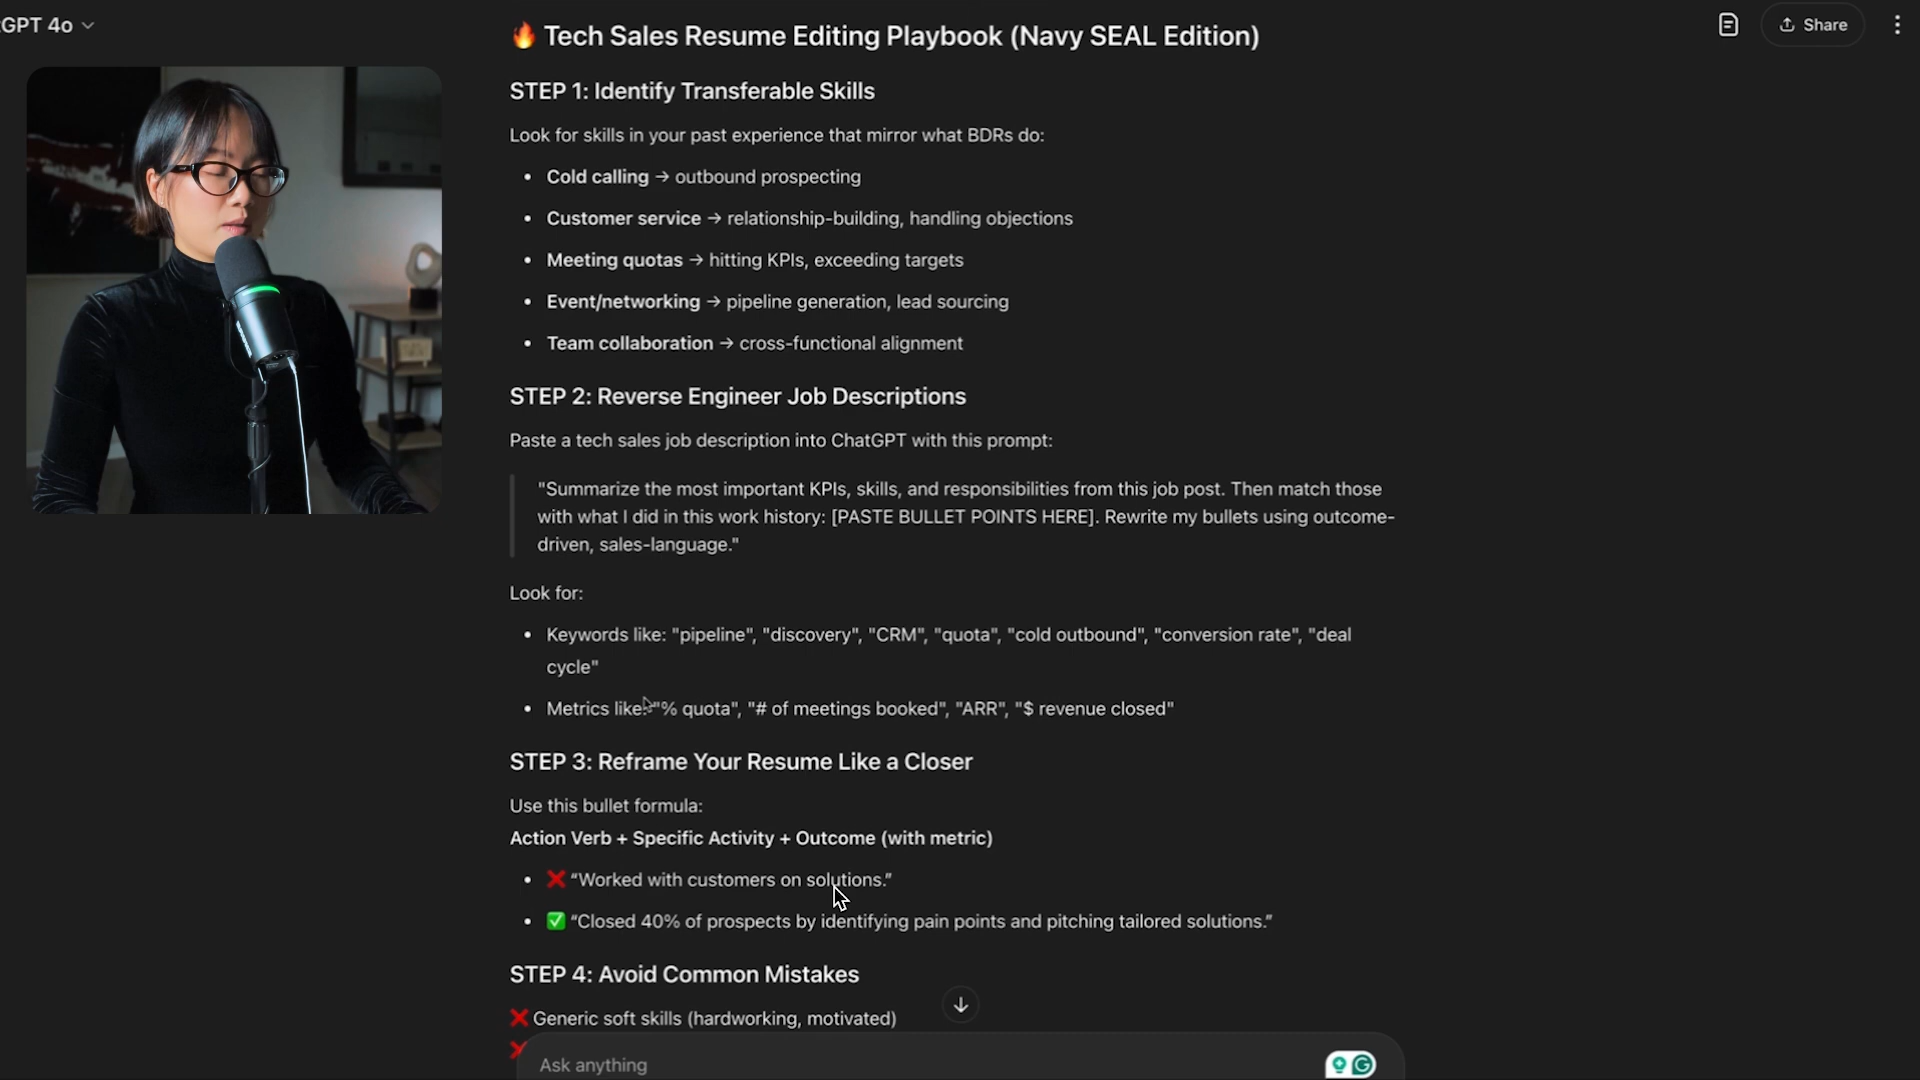 GPT 4o
Share
🔥 Tech Sales Resume Editing Playbook (Navy SEAL Edition)
STEP 1: Identify Transferable Skills
Look for skills in your past experience that mirror what BDRs do:
• Cold calling → outbound prospecting
• Customer service → relationship-building, handling objections
• Meeting quotas → hitting KPIs, exceeding targets
• Event/networking → pipeline generation, lead sourcing
• Team collaboration → cross-functional alignment
STEP 2: Reverse Engineer Job Descriptions
Paste a tech sales job description into ChatGPT with this prompt:
"Summarize the most important KPIs, skills, and responsibilities from this job post. Then match those
with what I did in this work history: [PASTE BULLET POINTS HERE]. Rewrite my bullets using outcome-
driven, sales-language."
Look for:
• Keywords like: "pipeline", "discovery", "CRM", "quota", "cold outbound", "conversion rate", "deal
cycle"
• Metrics like: "% quota", "# of meetings booked", "ARR", "$ revenue closed"
STEP 3: Reframe Your Resume Like a Closer
Use this bullet formula:
Action Verb + Specific Activity + Outcome (with metric)
• ❌ “Worked with customers on solutions.”
• ✅ “Closed 40% of prospects by identifying pain points and pitching tailored solutions.”
STEP 4: Avoid Common Mistakes
❌ Generic soft skills (hardworking, motivated)
❌
Ask anything